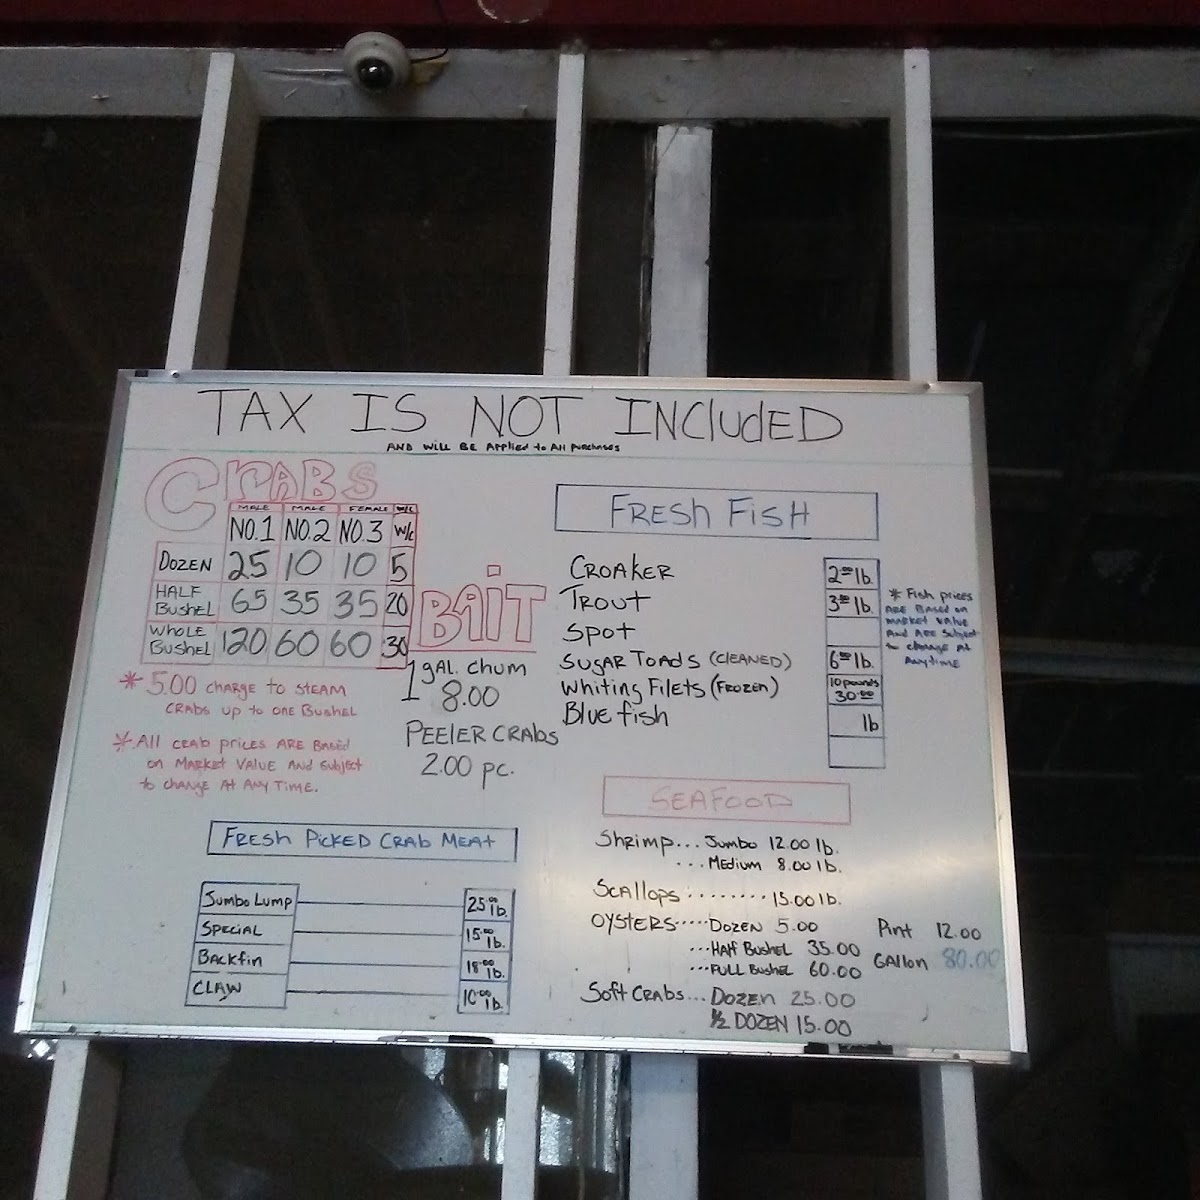 TAX IS NOT INCLUDED
AND WILL BE APPLIED to All PURCHASES
CRABS
MALE MALE FEMALE
NO.1 NO.2 NO.3 W/C
DOZEN 25 10 10 5
HALF BUSHEL 65 35 35 20
WHOLE BUSHEL 120 60 60 30
* 5.00 CHARGE TO STEAM
CRABS UP TO ONE BUSHEL
* All CRAB PRICES ARE BASED
ON MARKET VALUE AND SUBJECT
to CHANGE At ANY TIME.
BAIT
1 GAL. CHUM
8.00
PEELER CRABS
2.00 PC.
FRESH FISH
CROAKER 2.00 lb.
TROUT 3.50 lb.
SPOT
SUGAR TOADS (CLEANED) 6.00 lb.
WHITING FILETS (FROZEN) 10 pounds 30.00
BLUE fish lb
* Fish prices
ARE BASED on
MARKET VALUE
AND ARE SUBJECT
to CHANGE At
Anytime
FRESH PICKED CRAB MEAT
JUMBO LUMP 25.00 lb.
SPECIAL 15.00 lb.
BACKfin 18.00 lb.
CLAW 10.00 lb.
SEAFOOD
SHRIMP... JUMBO 12.00 lb.
... MEDIUM 8.00 lb.
SCALLOPS ........ 15.00 lb.
OYSTERS ..... DOZEN 5.00 Pint 12.00
... HAlf BUSHEL 35.00
... FULL BUSHEL 60.00 GALLON 80.00
SOFT CRABS... DOZEN 25.00
1/2 DOZEN 15.00